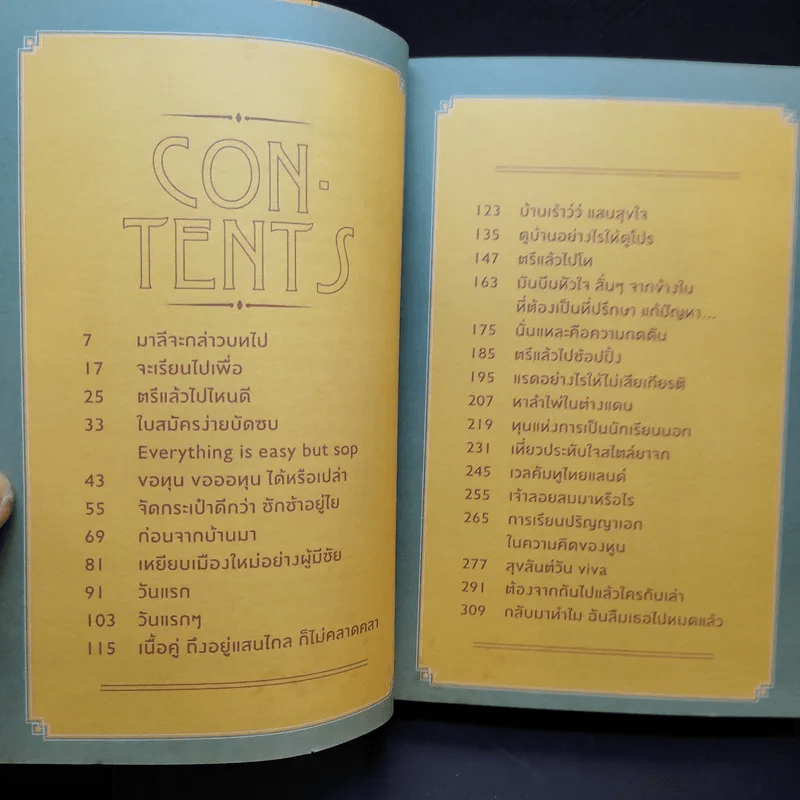 CON·
TENTS
7 มาลีจะกล่าวบทไป
17 จะเรียนไปเพื่อ
25 ตรีแล้วไปไหนดี
33 ใบสมัครง่ายบัดซบ
Everything is easy but sop
43 ขอทุน ขอออทุน ได้หรือเปล่า
55 จัดกระเป๋าดีกว่า ชักช้าอยู่ไย
69 ก่อนจากบ้านมา
81 เหยียบเมืองใหม่อย่างผู้มีชัย
91 วันแรก
103 วันแรกๆ
115 เนื้อคู่ ถึงอยู่แสนไกล ก็ไม่คลาดคลา
123 บ้านเร้าว์ว์ แสนสุขใจ
135 ดูบ้านอย่างไรให้ดูโปร
147 ตรีแล้วไปโท
163 มันบีบหัวใจ สั่นๆ จากข้างใน
ที่ต้องเป็นที่ปรึกษา แก้ปัญหา...
175 นั่นแหละคือความกดดัน
185 ตรีแล้วไปช้อปปิ้ง
195 แรดอย่างไรให้ไม่เสียเกียรติ
207 หาลำไพ่ในต่างแดน
219 ทุนแห่งการเป็นนักเรียนนอก
231 เที่ยวประทับใจสไตล์ยาจก
245 เวลคัมทูไทยแลนด์
255 เจ้าลอยลมมาหรือไร
265 การเรียนปริญญาเอก
ในความคิดของหนู
277 สุขสันต์วัน viva
291 ต้องจากกันไปแล้วใครกันเล่า
309 กลับมาทำไม ฉันลืมเธอไปหมดแล้ว